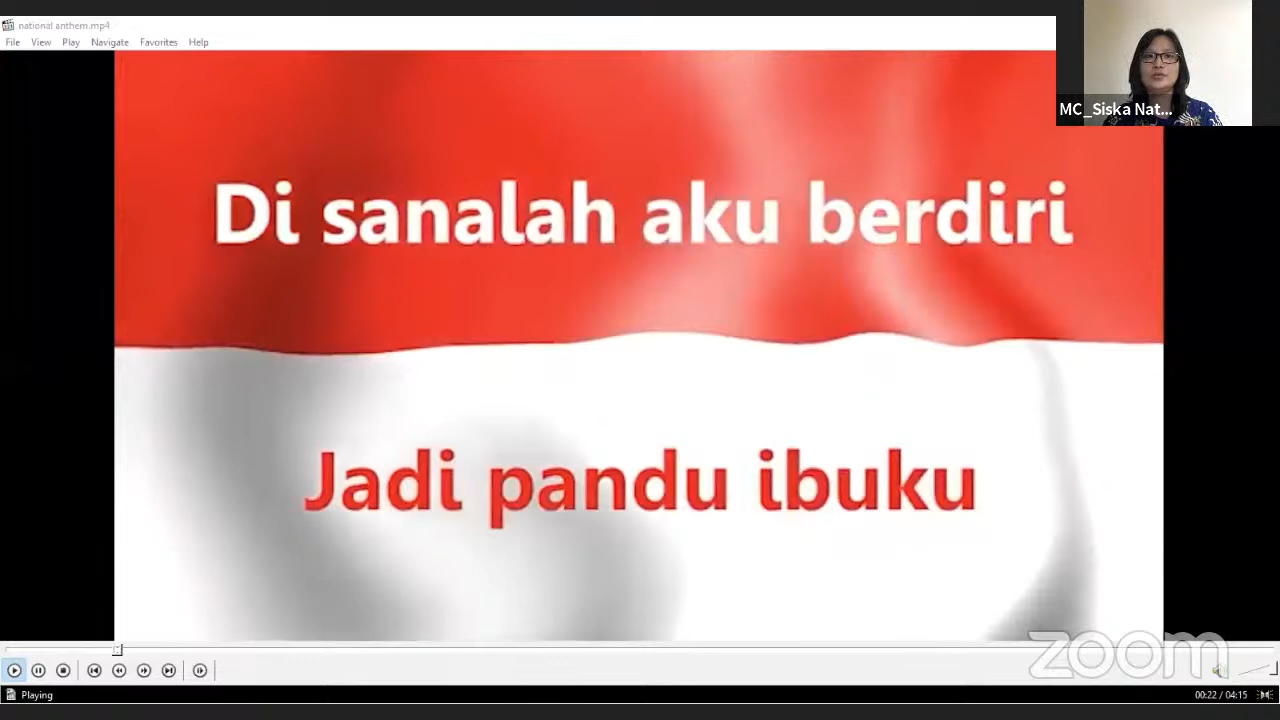 national anthem.mp4
File View Play Navigate Favorites Help
MC_Siska Nat...
Di sanalah aku berdiri
Jadi pandu ibuku
zoom
Playing
00:22 / 04:15